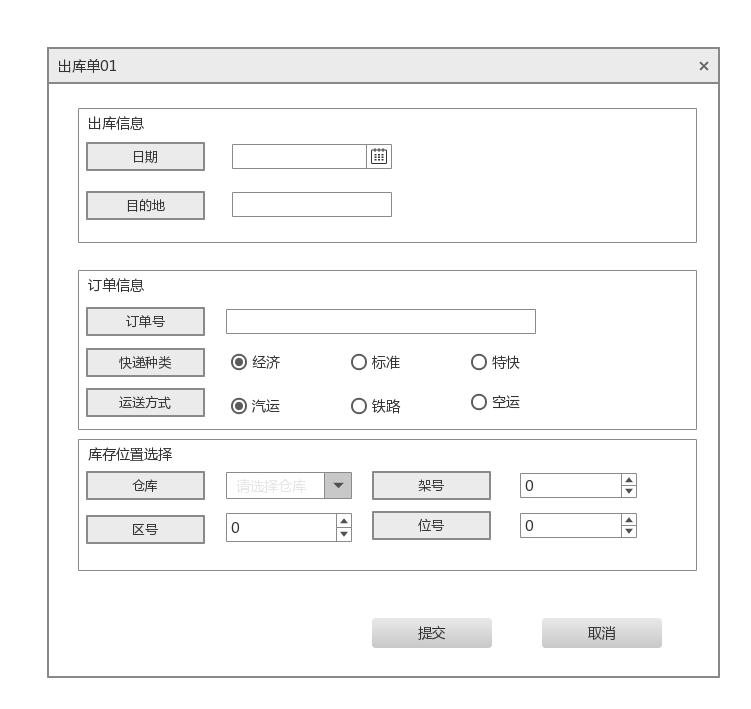 出库单01 ×
出库信息
日期
目的地
订单信息
订单号
快递种类 经济 标准 特快
运送方式 汽运 铁路 空运
库存位置选择
仓库 请选择仓库 架号 0
区号 0 位号 0
提交 取消